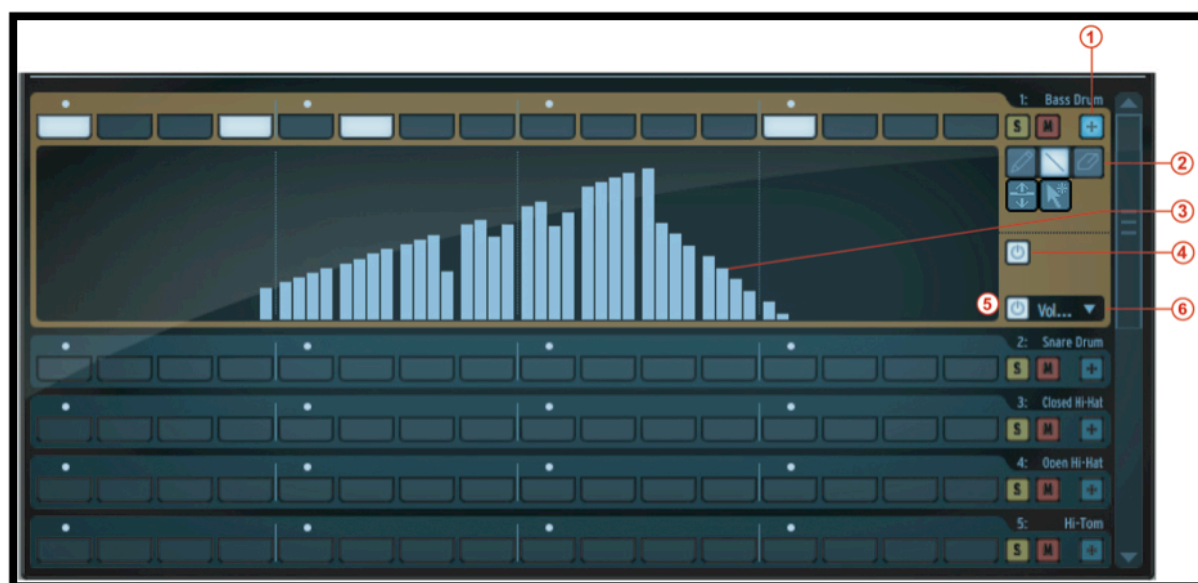 1
1: Bass Drum
S M +
2
3
4
5 Vol... 6
2: Snare Drum
S M +
3: Closed Hi-Hat
S M +
4: Open Hi-Hat
S M +
5: Hi-Tom
S M +